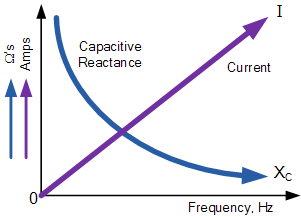 I
Capacitive
Reactance
Current
Ω's
Amps
X_C
0
Frequency, Hz